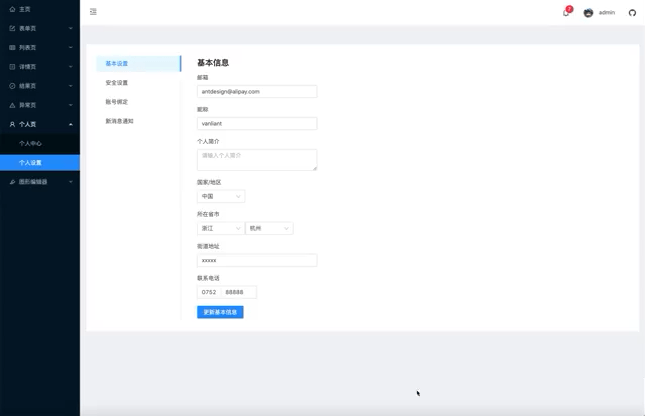 主页
表单页
列表页
详情页
结果页
异常页
个人页
个人中心
个人设置
图形编辑器
7
admin
基本设置
安全设置
账号绑定
新消息通知
基本信息
邮箱
antdesign@alipay.com
昵称
vanliant
个人简介
请输入个人简介
国家/地区
中国
所在省市
浙江
杭州
街道地址
xxxxx
联系电话
0752
88888
更新基本信息